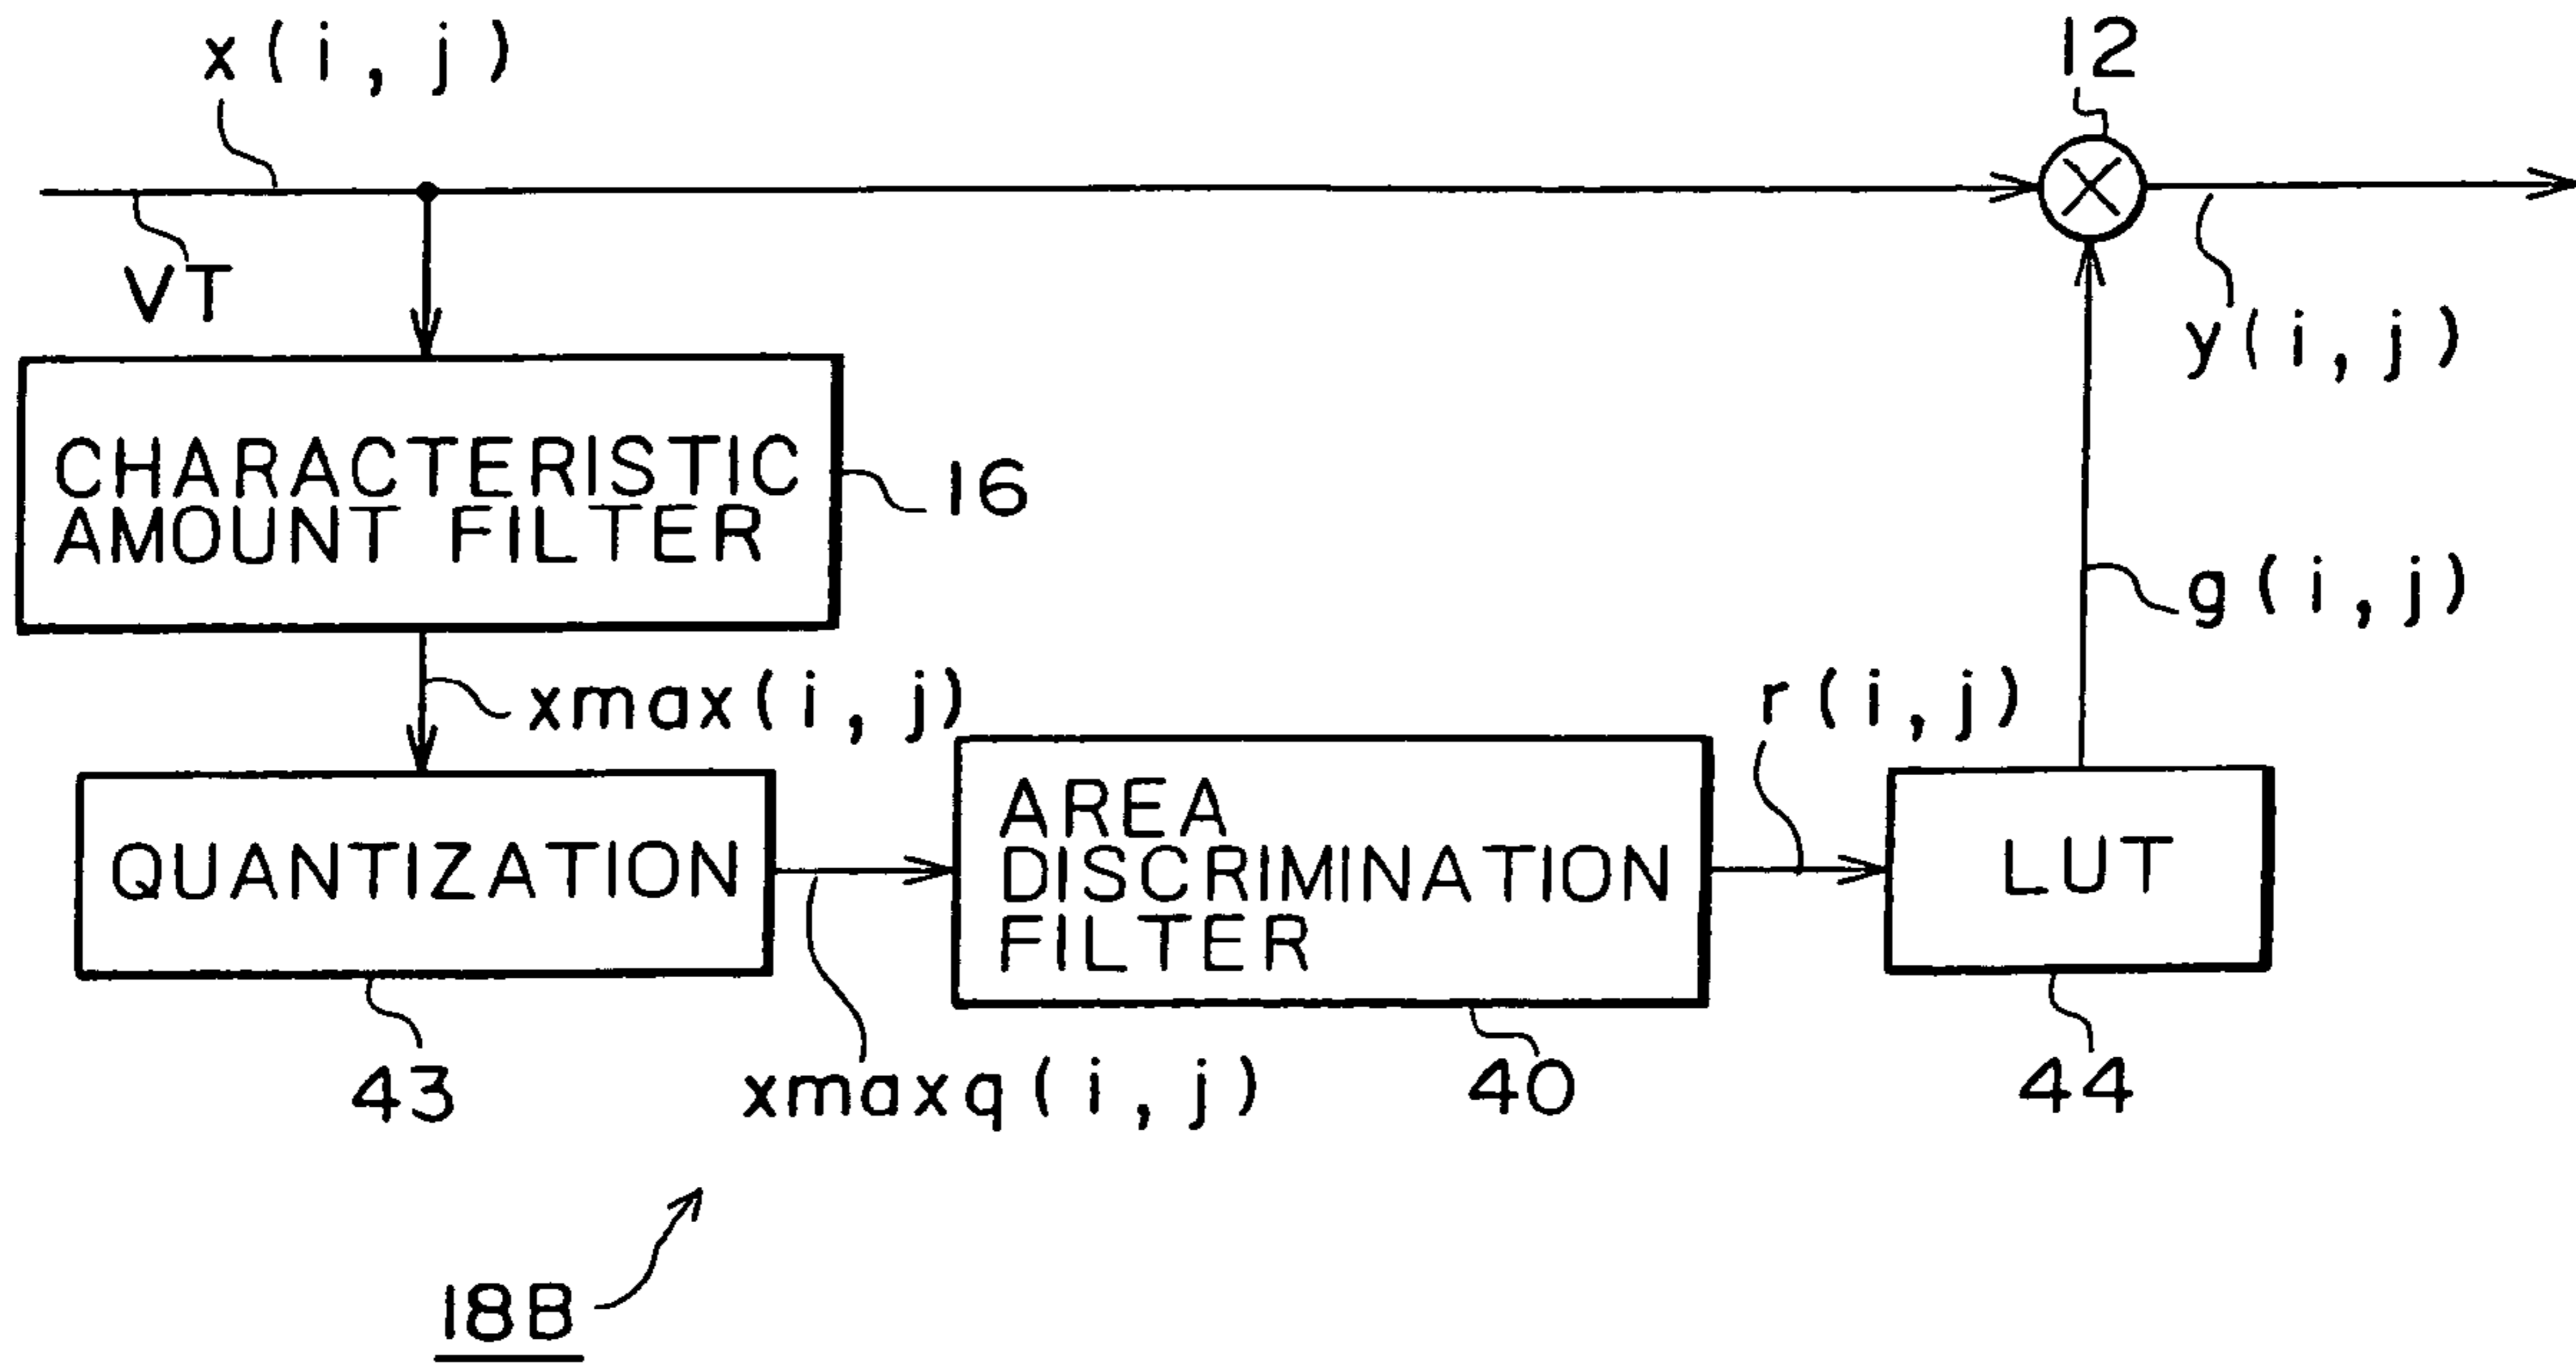 x(i, j)
12
VT
y(i, j)
CHARACTERISTIC
AMOUNT FILTER
16
g(i, j)
xmax(i, j)
r(i, j)
QUANTIZATION
AREA
DISCRIMINATION
FILTER
LUT
43
xmaxq(i, j)
40
44
18B